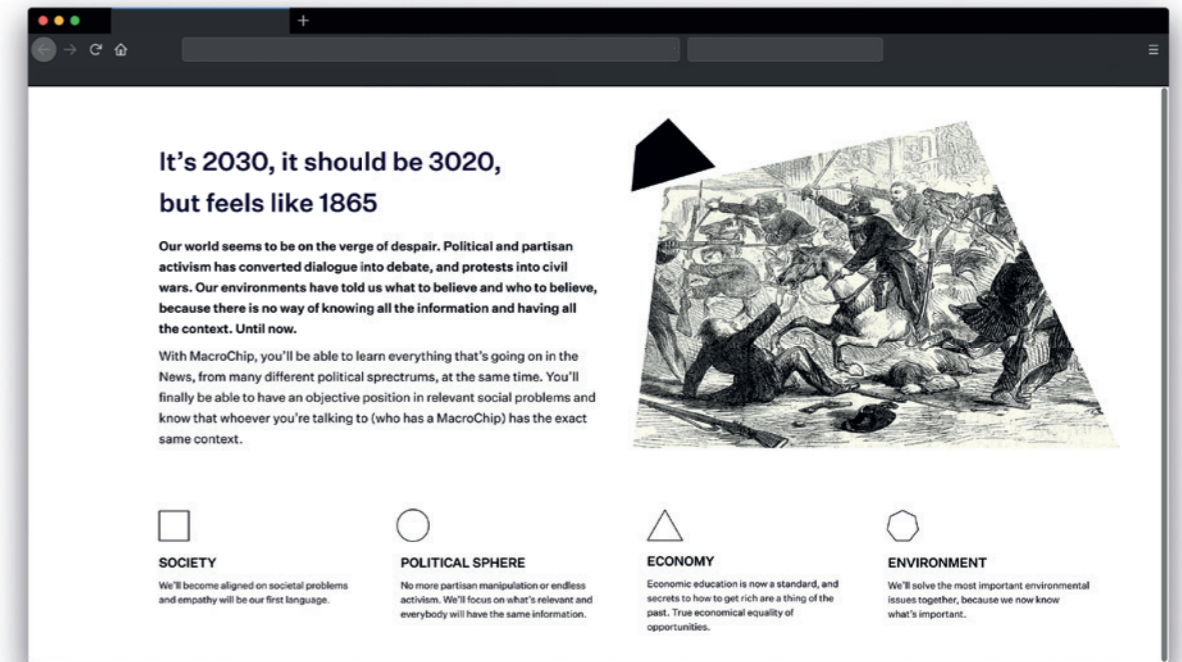 It's 2030, it should be 3020,
but feels like 1865
Our world seems to be on the verge of despair. Political and partisan
activism has converted dialogue into debate, and protests into civil
wars. Our environments have told us what to believe and who to believe,
because there is no way of knowing all the information and having all
the context. Until now.
With MacroChip, you'll be able to learn everything that's going on in the
News, from many different political sprectrums, at the same time. You'll
finally be able to have an objective position in relevant social problems and
know that whoever you're talking to (who has a MacroChip) has the exact
same context.
SOCIETY
We'll become aligned on societal problems
and empathy will be our first language.
POLITICAL SPHERE
No more partisan manipulation or endless
activism. We'll focus on what's relevant and
everybody will have the same information.
ECONOMY
Economic education is now a standard, and
secrets to how to get rich are a thing of the
past. True economical equality of
opportunities.
ENVIRONMENT
We'll solve the most important environmental
issues together, because we now know
what's important.